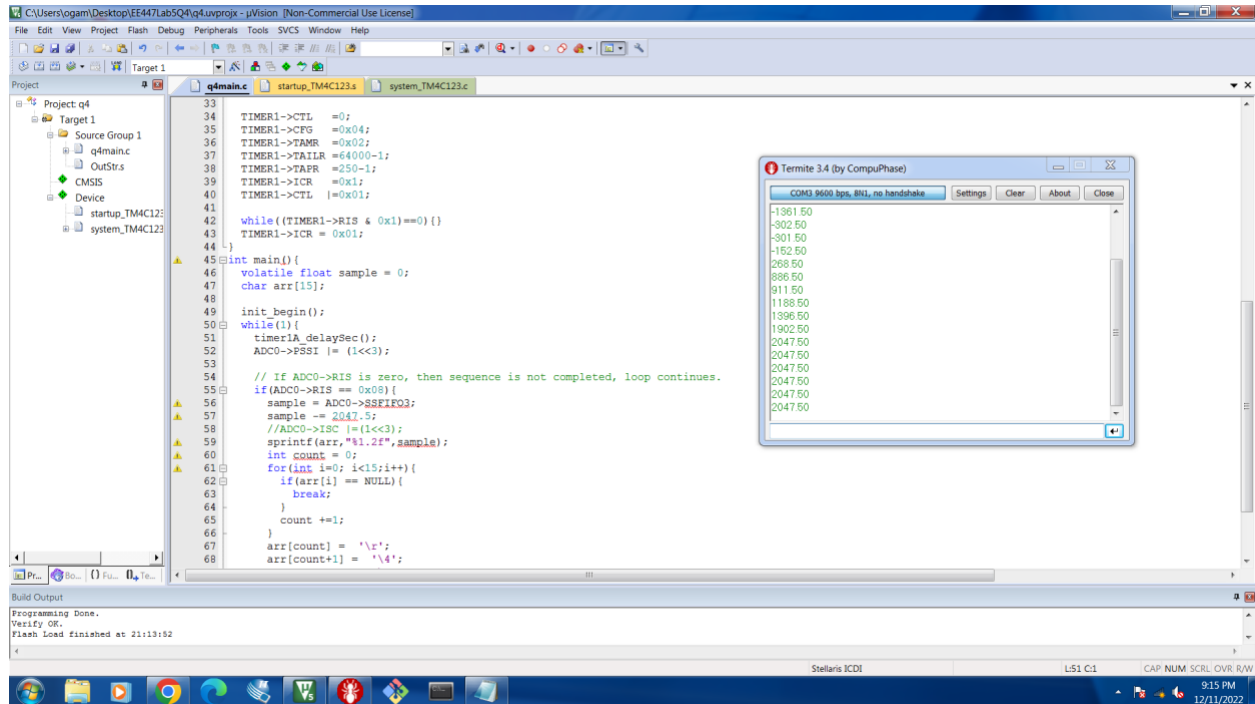 C:\Users\ogam\Desktop\EE447Lab5Q4\q4.uvprojx - µVision [Non-Commercial Use License]
File Edit View Project Flash Debug Peripherals Tools SVCS Window Help
Target 1
Project
q4main.c startup_TM4C123.s system_TM4C123.c
Project: q4
Target 1
Source Group 1
q4main.c
OutStr.s
CMSIS
Device
startup_TM4C123
system_TM4C123
33
34 TIMER1->CTL =0;
35 TIMER1->CFG =0x04;
36 TIMER1->TAMR =0x02;
37 TIMER1->TAILR =64000-1;
38 TIMER1->TAPR =250-1;
39 TIMER1->ICR =0x1;
40 TIMER1->CTL |=0x01;
41
42 while((TIMER1->RIS & 0x1)==0){}
43 TIMER1->ICR = 0x01;
44 }
45 int main(){
46 volatile float sample = 0;
47 char arr[15];
48
49 init_begin();
50 while(1){
51 timer1A_delaySec();
52 ADC0->PSSI |= (1<<3);
53
54 // If ADC0->RIS is zero, then sequence is not completed, loop continues.
55 if(ADC0->RIS == 0x08){
56 sample = ADC0->SSFIFO3;
57 sample -= 2047.5;
58 //ADC0->ISC |=(1<<3);
59 sprintf(arr,"%1.2f",sample);
60 int count = 0;
61 for(int i=0; i<15;i++){
62 if(arr[i] == NULL){
63 break;
64 }
65 count +=1;
66 }
67 arr[count] = '\r';
68 arr[count+1] = '\4';
Termite 3.4 (by CompuPhase)
COM3 9600 bps, 8N1, no handshake Settings Clear About Close
-1361.50
-302.50
-301.50
-152.50
268.50
886.50
911.50
1188.50
1396.50
1902.50
2047.50
2047.50
2047.50
2047.50
2047.50
2047.50
Pr... Bo... {} Fu... Te...
Build Output
Programming Done.
Verify OK.
Flash Load finished at 21:13:52
Stellaris ICDI L:51 C:1 CAP NUM SCRL OVR R/W
9:15 PM
12/11/2022